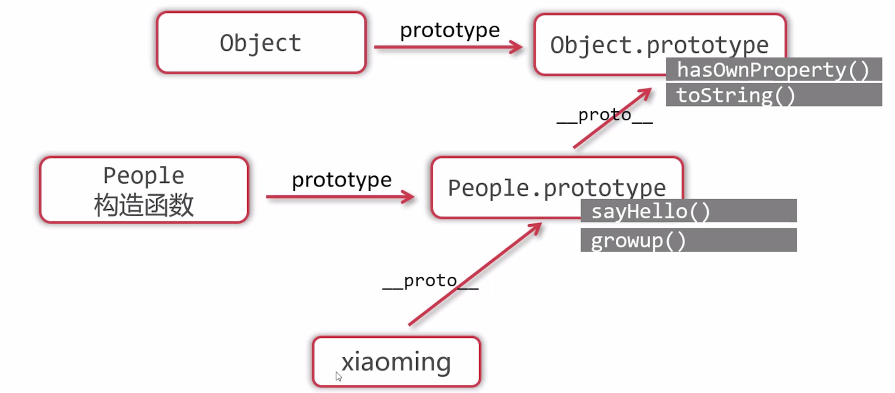 Object
prototype
Object.prototype
hasOwnProperty()
toString()
__proto__
People
构造函数
prototype
People.prototype
sayHello()
growup()
__proto__
xiaoming